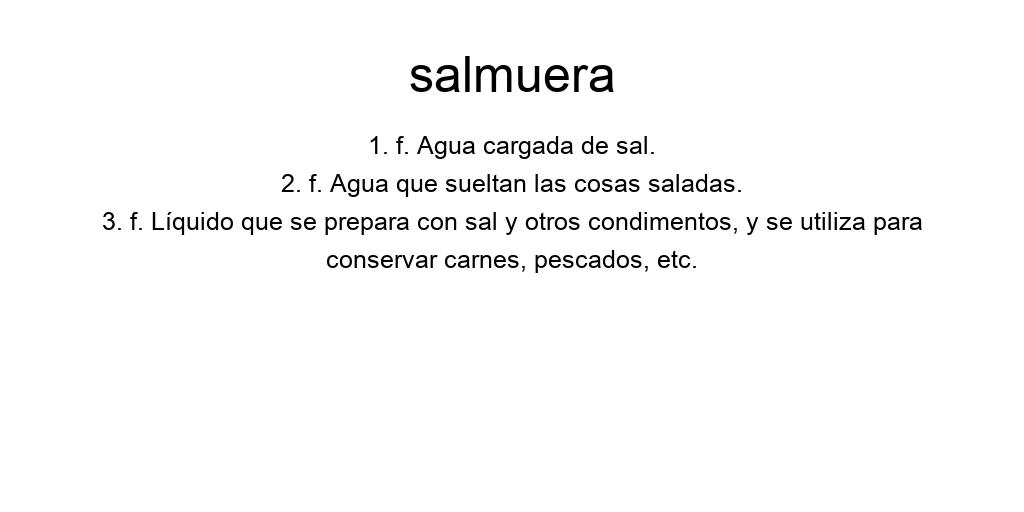 salmuera
1. f. Agua cargada de sal.
2. f. Agua que sueltan las cosas saladas.
3. f. Líquido que se prepara con sal y otros condimentos, y se utiliza para
conservar carnes, pescados, etc.